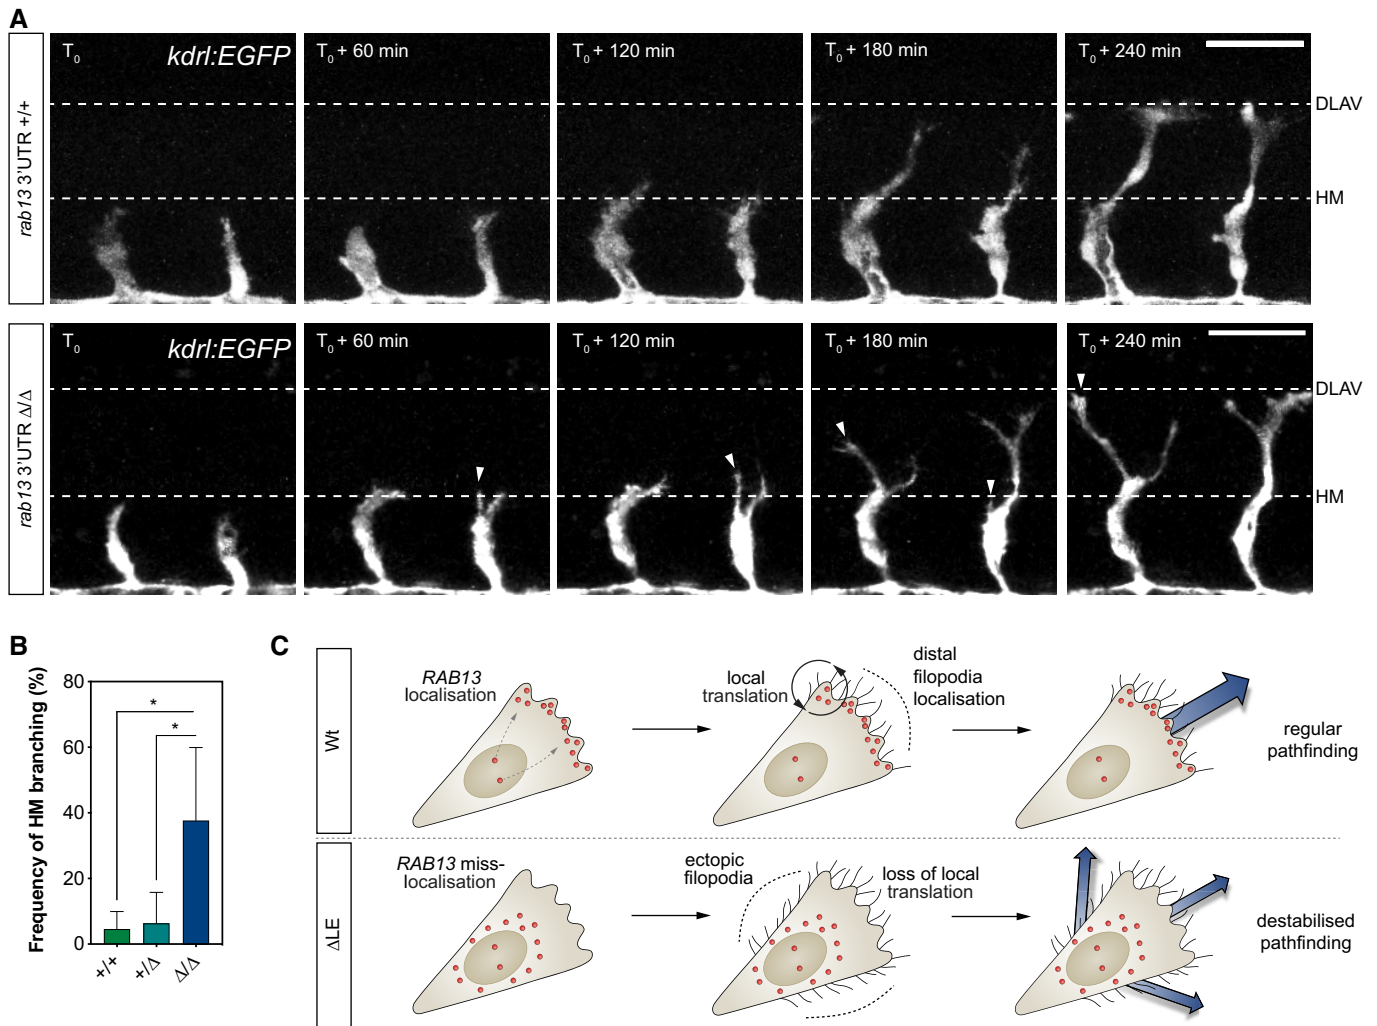 A
rab13 3'UTR +/+
T0
kdrl:EGFP
T0 + 60 min
T0 + 120 min
T0 + 180 min
T0 + 240 min
DLAV
HM
rab13 3'UTR Δ/Δ
T0
kdrl:EGFP
T0 + 60 min
T0 + 120 min
T0 + 180 min
T0 + 240 min
DLAV
HM
B
Frequency of HM branching (%)
80
60
40
20
0
*
*
+/+
+/Δ
Δ/Δ
C
Wt
RAB13
localisation
local
translation
distal
filopodia
localisation
regular
pathfinding
ΔLE
RAB13 miss-
localisation
ectopic
filopodia
loss of local
translation
destabilised
pathfinding